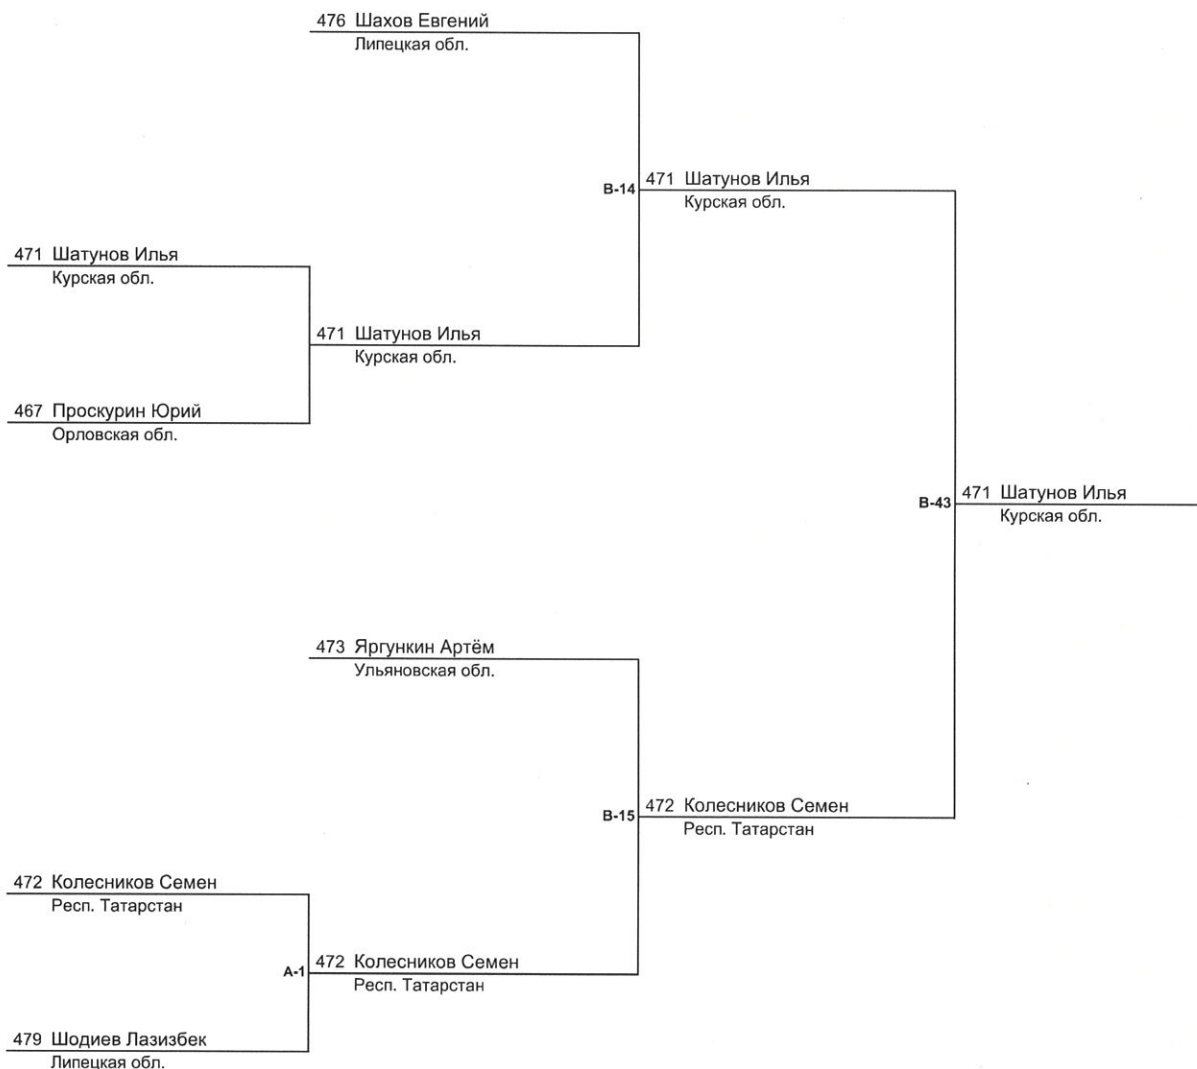 476 Шахов Евгений
Липецкая обл.
B-14
471 Шатунов Илья
Курская обл.
471 Шатунов Илья
Курская обл.
471 Шатунов Илья
Курская обл.
467 Проскурин Юрий
Орловская обл.
B-43
471 Шатунов Илья
Курская обл.
473 Яргункин Артём
Ульяновская обл.
B-15
472 Колесников Семен
Респ. Татарстан
472 Колесников Семен
Респ. Татарстан
A-1
472 Колесников Семен
Респ. Татарстан
479 Шодиев Лазизбек
Липецкая обл.